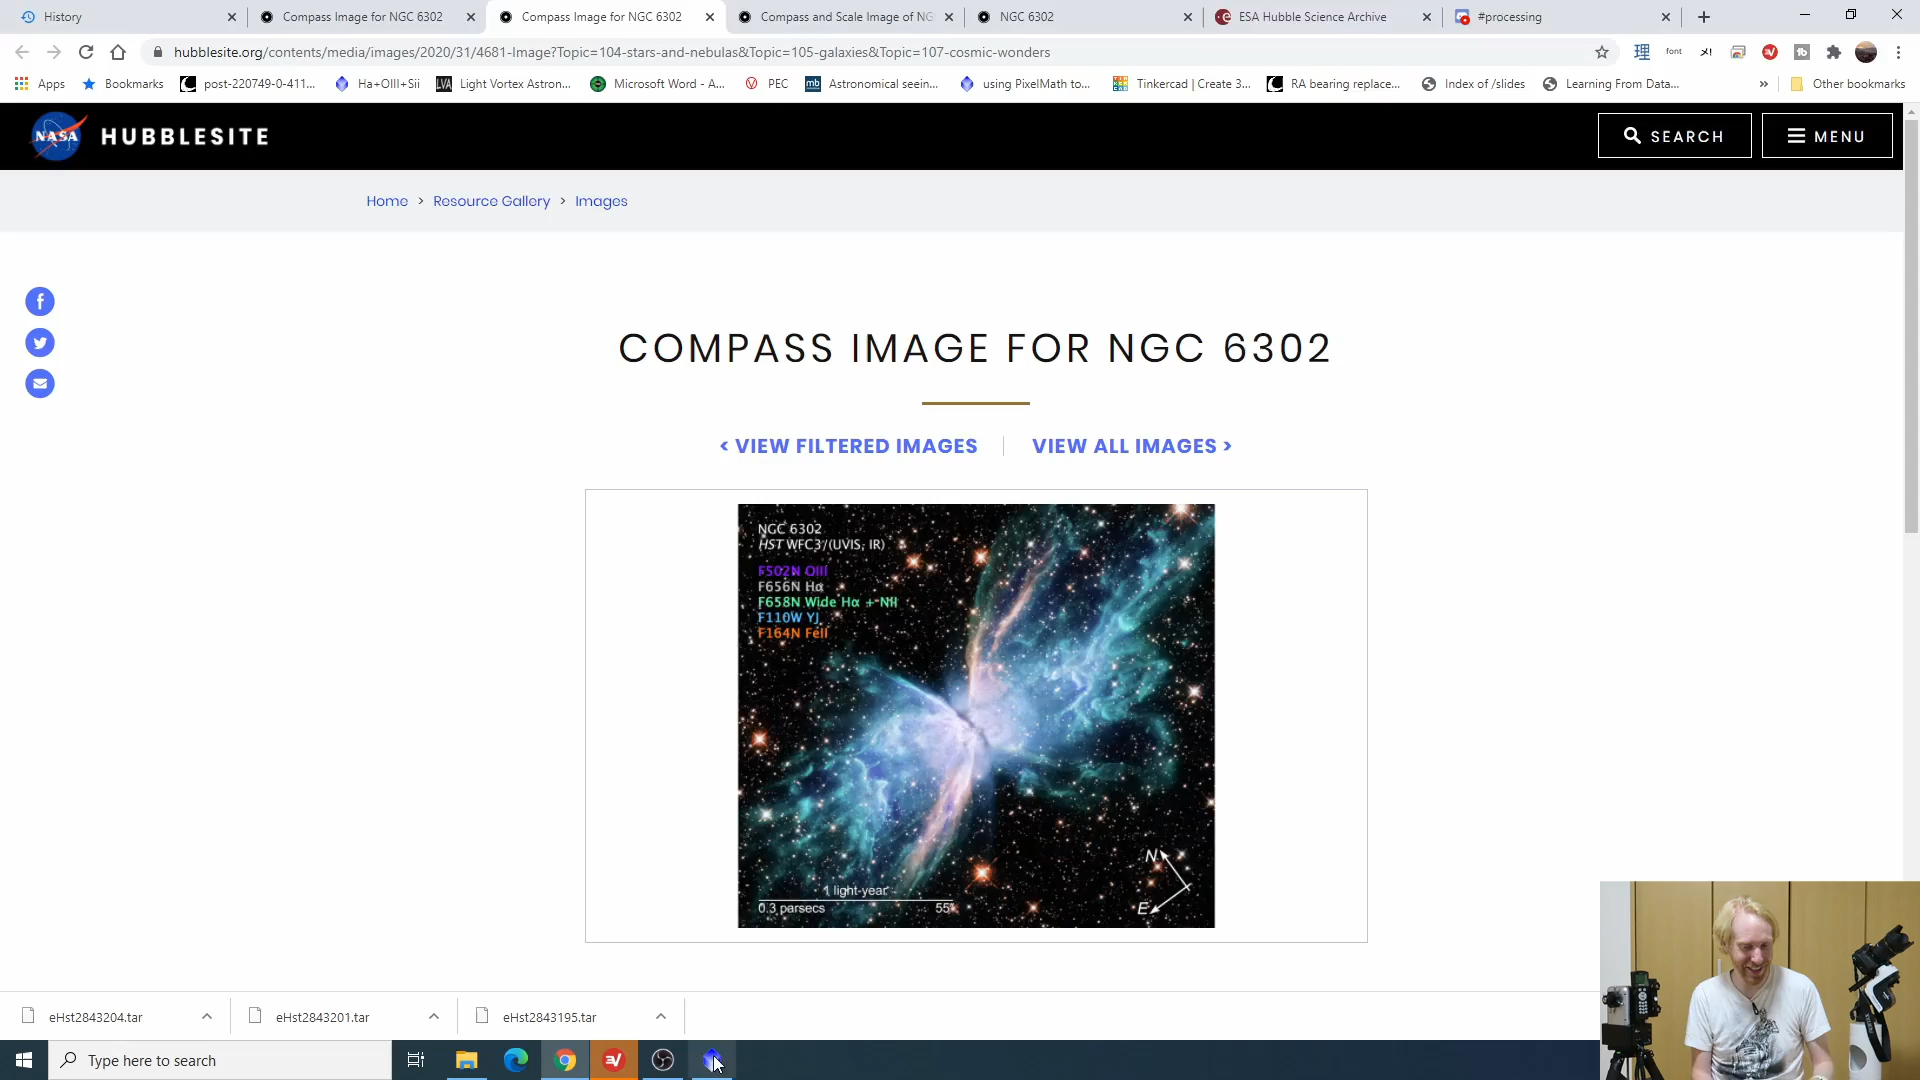 History
Compass Image for NGC 6302
Compass Image for NGC 6302
Compass and Scale Image of NG
NGC 6302
ESA Hubble Science Archive
#processing
hubblesite.org/contents/media/images/2020/31/4681-Image?Topic=104-stars-and-nebulas&Topic=105-galaxies&Topic=107-cosmic-wonders
理
font
Apps
Bookmarks
post-220749-0-411...
Ha+OIII+Sii
LVA
Light Vortex Astron...
Microsoft Word - A...
PEC
mb
Astronomical seein...
using PixelMath to...
Tinkercad | Create 3...
RA bearing replace...
Index of /slides
Learning From Data...
»
Other bookmarks
NASA
HUBBLESITE
SEARCH
MENU
Home > Resource Gallery > Images
COMPASS IMAGE FOR NGC 6302
< VIEW FILTERED IMAGES
VIEW ALL IMAGES >
NGC 6302
HST WFC3/(UVIS, IR)
F502N OIII
F656N Hα
F658N Wide Hα + NII
F110W YJ
F164N FeII
N
E
1 light-year
0.3 parsecs
55"
eHst2843204.tar
eHst2843201.tar
eHst2843195.tar
Type here to search